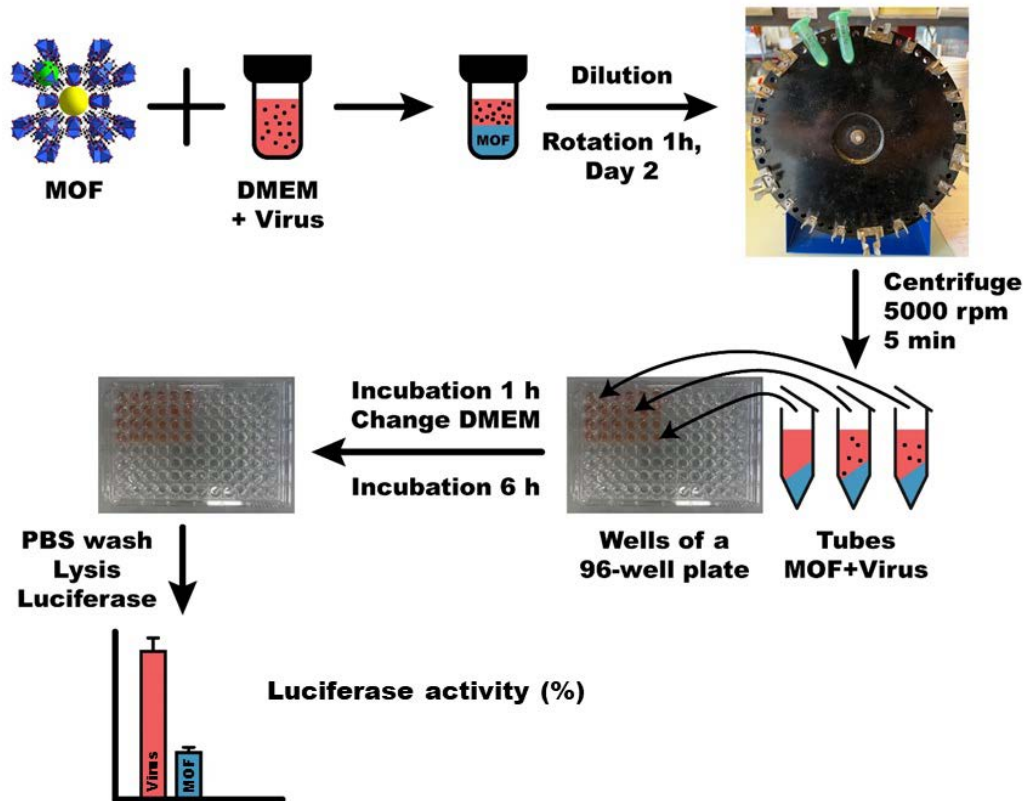 MOF
DMEM
+ Virus
MOF
Dilution
Rotation 1h,
Day 2
Centrifuge
5000 rpm
5 min
Incubation 1 h
Change DMEM
Incubation 6 h
Wells of a
96-well plate
Tubes
MOF+Virus
PBS wash
Lysis
Luciferase
Virus
MOF
Luciferase activity (%)